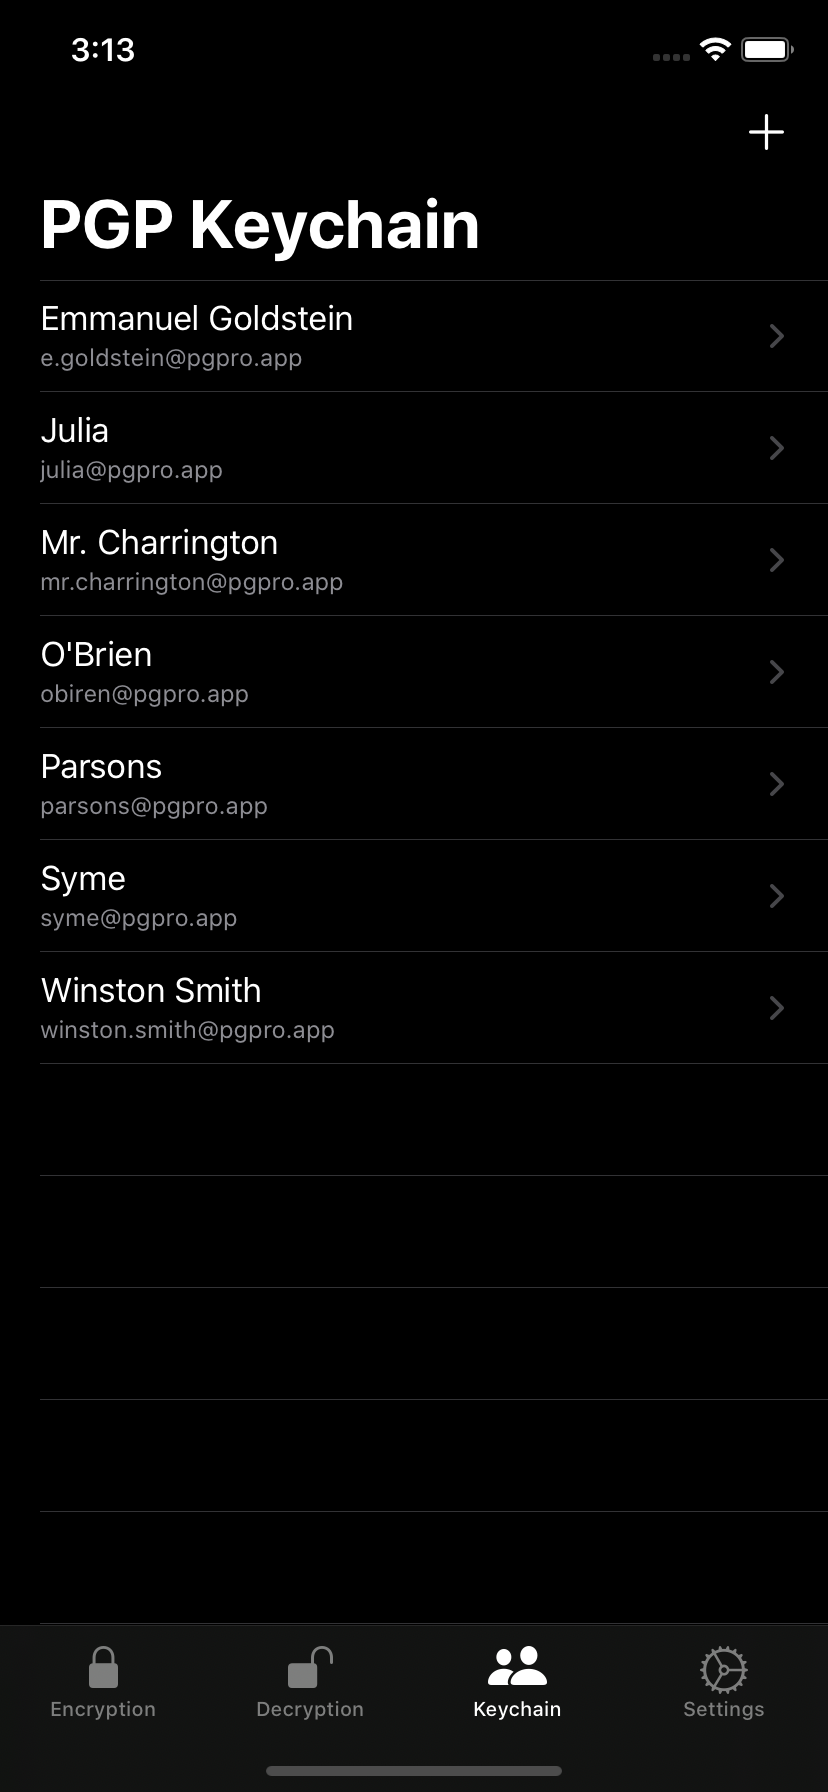 3:13
PGP Keychain
Emmanuel Goldstein
e.goldstein@pgpro.app
Julia
julia@pgpro.app
Mr. Charrington
mr.charrington@pgpro.app
O'Brien
obiren@pgpro.app
Parsons
parsons@pgpro.app
Syme
syme@pgpro.app
Winston Smith
winston.smith@pgpro.app
Encryption Decryption Keychain Settings